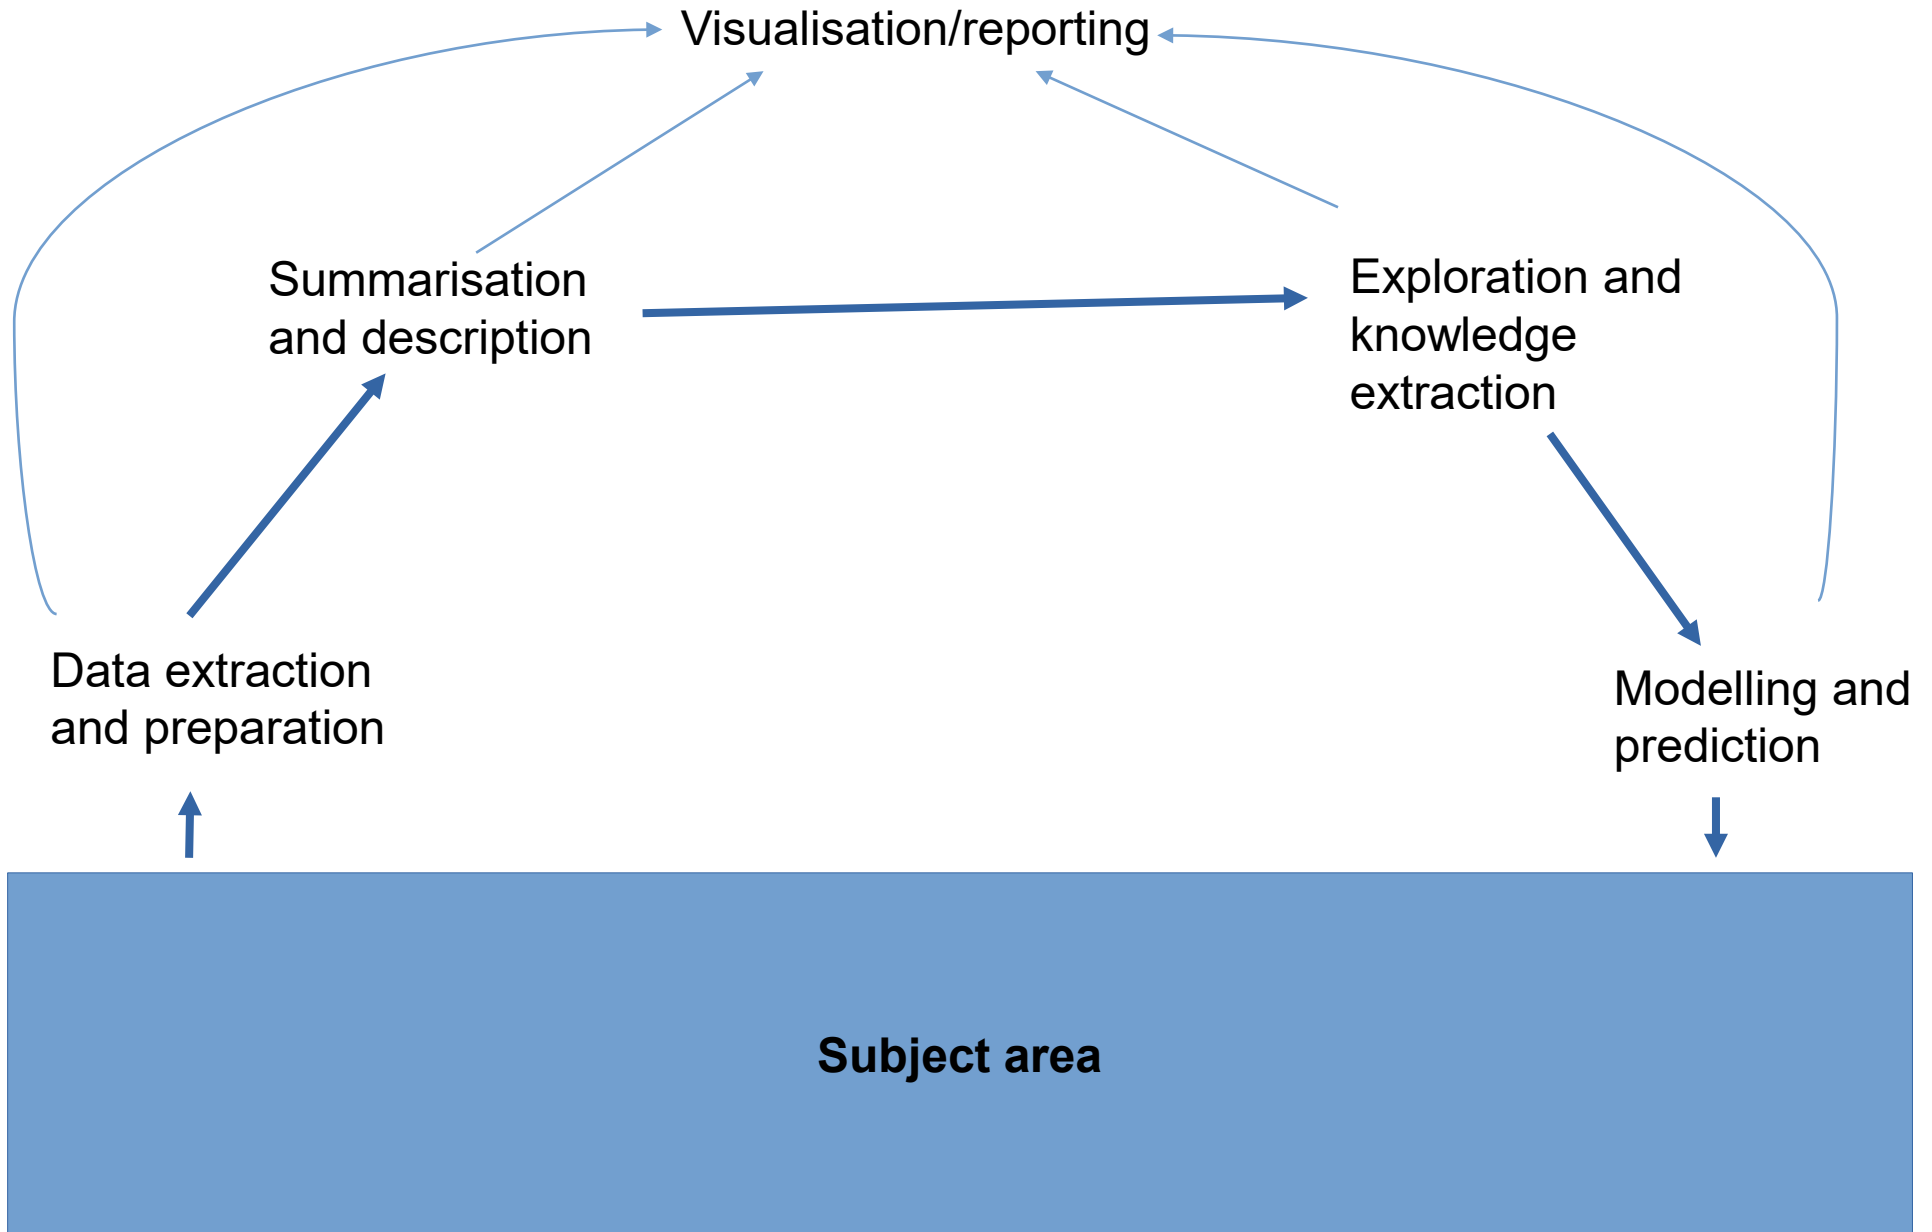 Visualisation/reporting
Summarisation
and description
Exploration and
knowledge
extraction
Data extraction
and preparation
Modelling and
prediction
Subject area